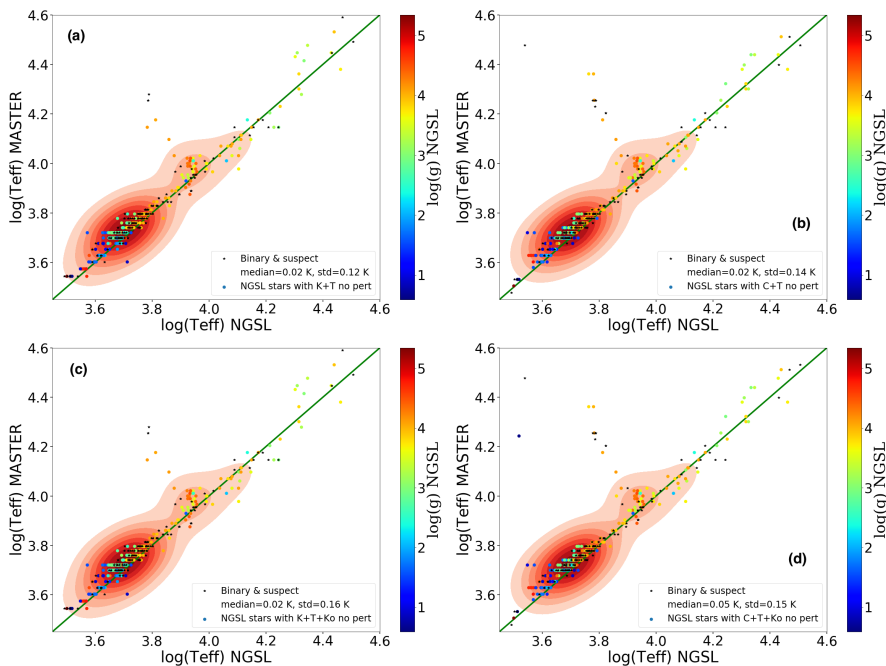 (a)
4.6
4.4
4.2
4.0
3.8
3.6
log(Teff) MASTER
Binary & suspect
median=0.02 K, std=0.12 K
NGSL stars with K+T no pert
3.6 3.8 4.0 4.2 4.4 4.6
log(Teff) NGSL
5
4
3
2
1
log(g) NGSL
4.6
4.4
4.2
4.0
3.8
3.6
log(Teff) MASTER
(b)
Binary & suspect
median=0.02 K, std=0.14 K
NGSL stars with C+T no pert
3.6 3.8 4.0 4.2 4.4 4.6
log(Teff) NGSL
5
4
3
2
1
log(g) NGSL
(c)
4.6
4.4
4.2
4.0
3.8
3.6
log(Teff) MASTER
Binary & suspect
median=0.02 K, std=0.16 K
NGSL stars with K+T+Ko no pert
3.6 3.8 4.0 4.2 4.4 4.6
log(Teff) NGSL
5
4
3
2
1
log(g) NGSL
4.6
4.4
4.2
4.0
3.8
3.6
log(Teff) MASTER
(d)
Binary & suspect
median=0.05 K, std=0.15 K
NGSL stars with C+T+Ko no pert
3.6 3.8 4.0 4.2 4.4 4.6
log(Teff) NGSL
5
4
3
2
1
log(g) NGSL